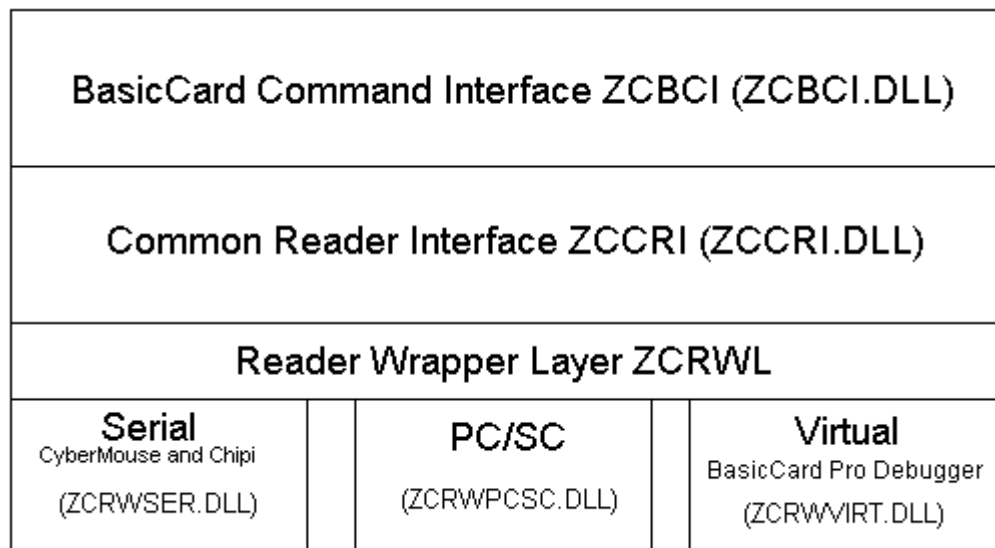 BasicCard Command Interface ZCBCI (ZCBCI.DLL)
Common Reader Interface ZCCRI (ZCCRI.DLL)
Reader Wrapper Layer ZCRWL
Serial
CyberMouse and Chipi
(ZCRWSER.DLL)
PC/SC
(ZCRWPCSC.DLL)
Virtual
BasicCard Pro Debugger
(ZCRWVIRT.DLL)